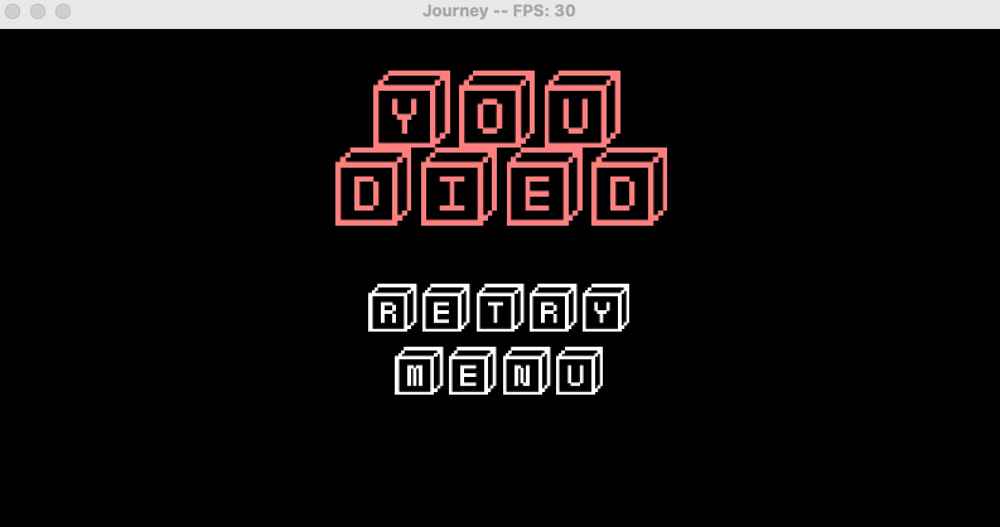 Journey -- FPS: 30
YOU
DIED
RETRY
MENU